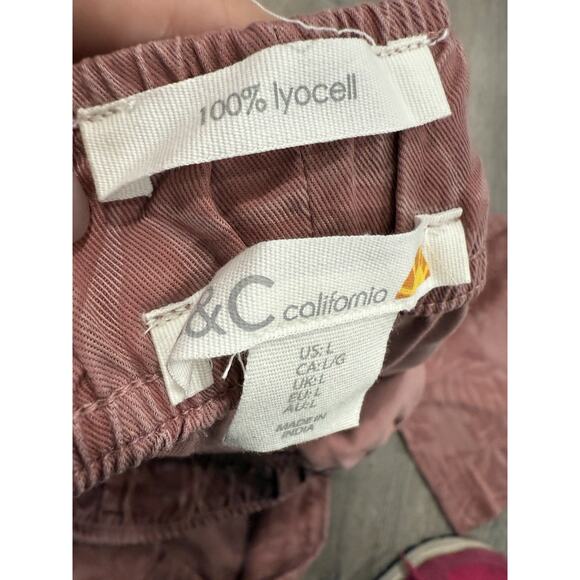 100% lyocell
&C california
US: L
CA: L/G
UK: L
EU: L
AU: L
MADE IN
INDIA